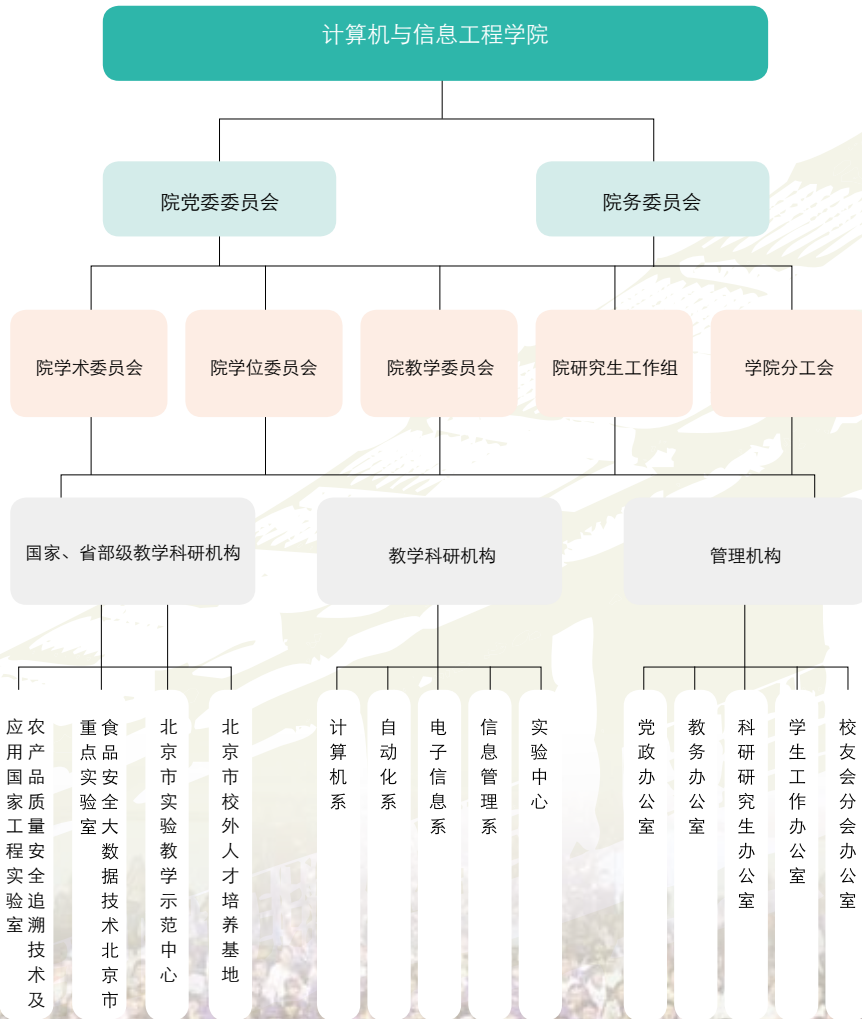 计算机与信息工程学院
院党委委员会
院务委员会
院学术委员会
院学位委员会
院教学委员会
院研究生工作组
学院分工会
国家、省部级教学科研机构
教学科研机构
管理机构
农产品质量安全追溯技术及
应用国家工程实验室
食品安全大数据技术北京市
重点实验室
北京市实验教学示范中心
北京市校外人才培养基地
计算机系
自动化系
电子信息系
信息管理系
实验中心
党政办公室
教务办公室
科研研究生办公室
学生工作办公室
校友会分会办公室